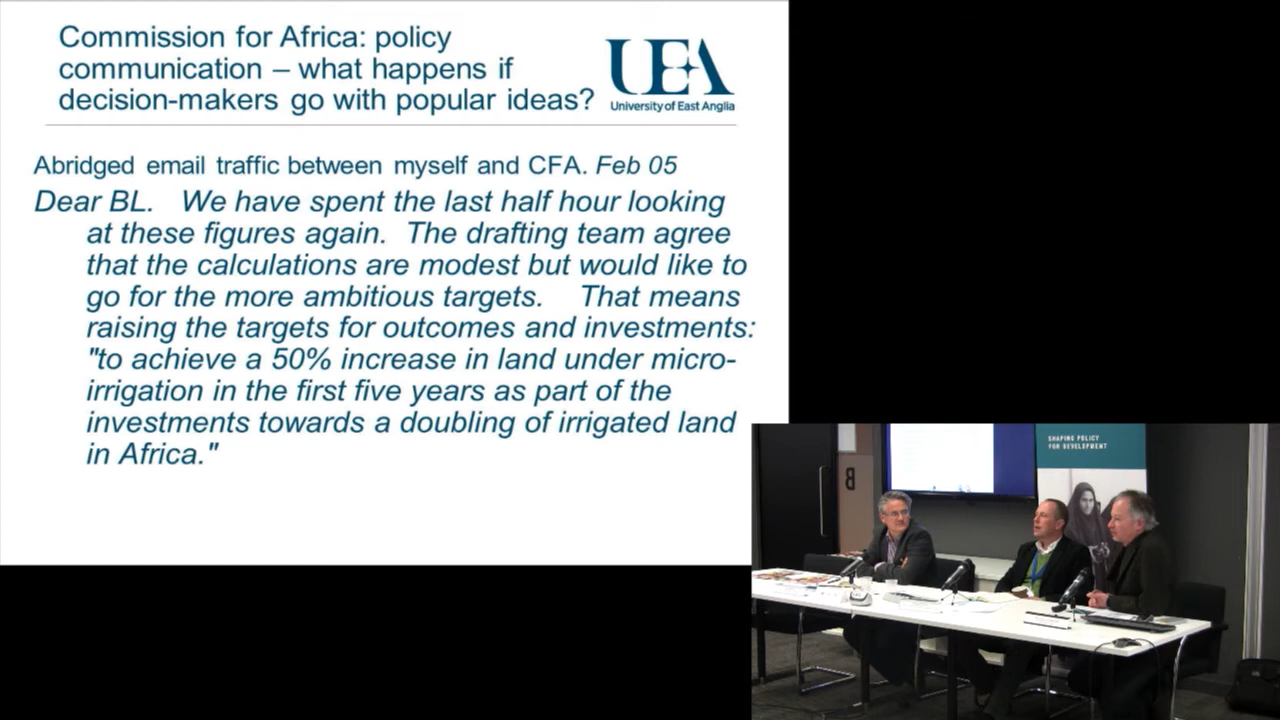 Commission for Africa: policy
communication – what happens if
decision-makers go with popular ideas?
UEA
University of East Anglia
Abridged email traffic between myself and CFA. Feb 05
Dear BL. We have spent the last half hour looking
at these figures again. The drafting team agree
that the calculations are modest but would like to
go for the more ambitious targets. That means
raising the targets for outcomes and investments:
"to achieve a 50% increase in land under micro-
irrigation in the first five years as part of the
investments towards a doubling of irrigated land
in Africa."
SHAPING POLICY
FOR DEVELOPMENT
B